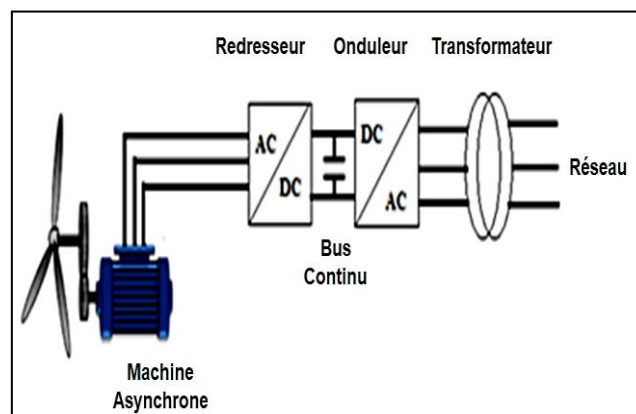 Redresseur Onduleur Transformateur
AC
DC
DC
AC
Réseau
Bus
Continu
Machine
Asynchrone